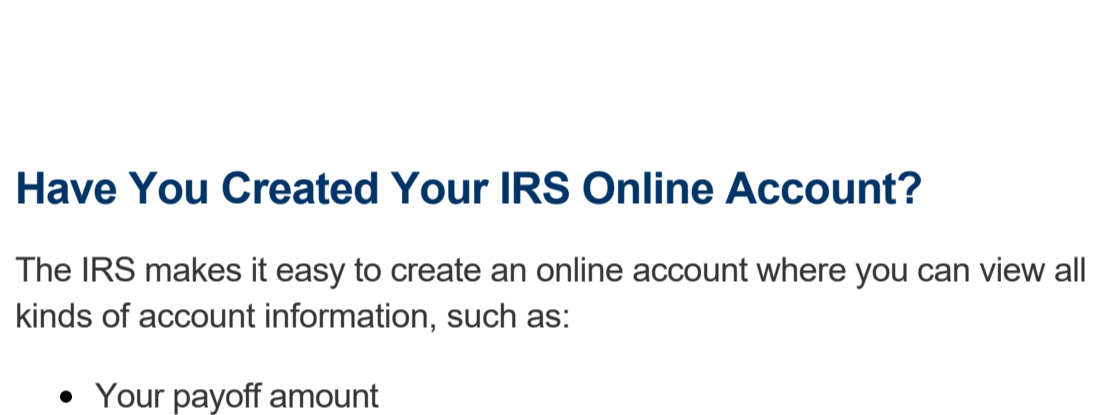 Have You Created Your IRS Online Account?
The IRS makes it easy to create an online account where you can view all
kinds of account information, such as:
• Your payoff amount